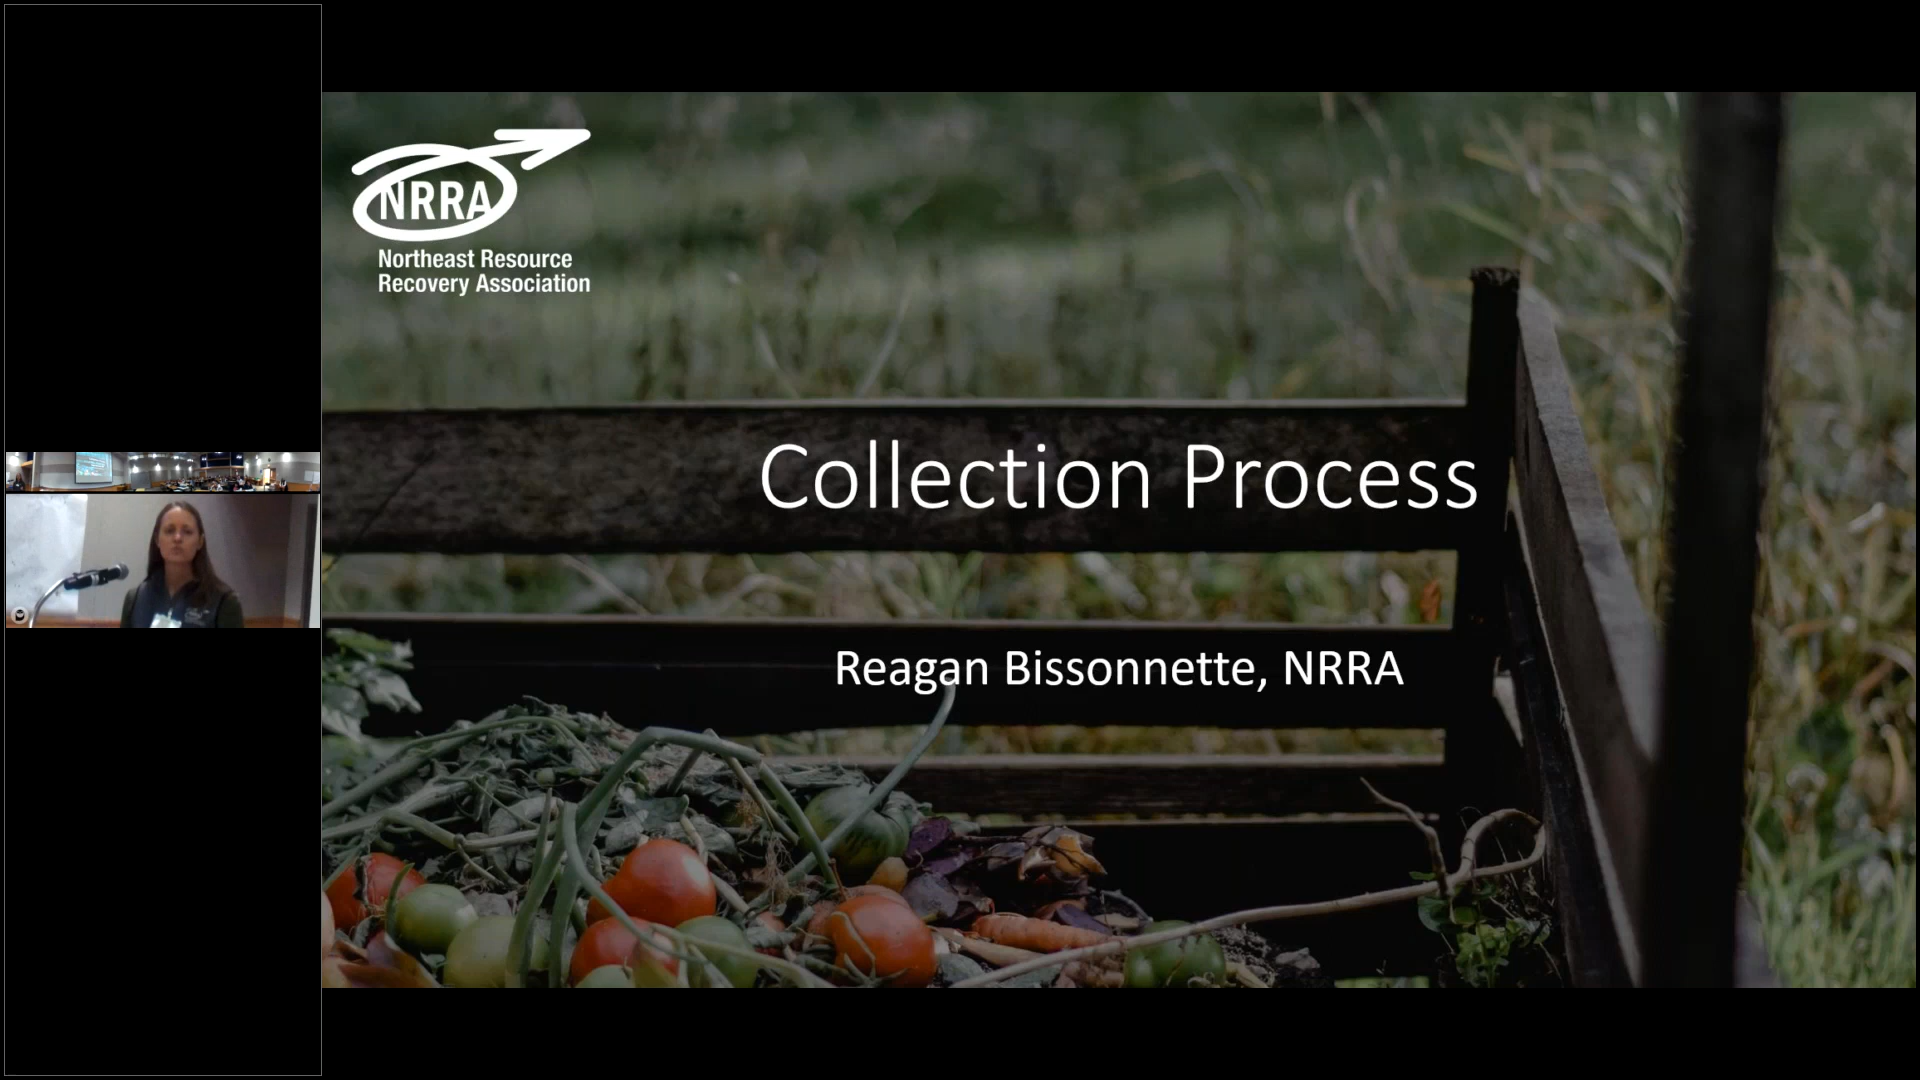 NRRA
Northeast Resource
Recovery Association
Collection Process
Reagan Bissonnette, NRRA